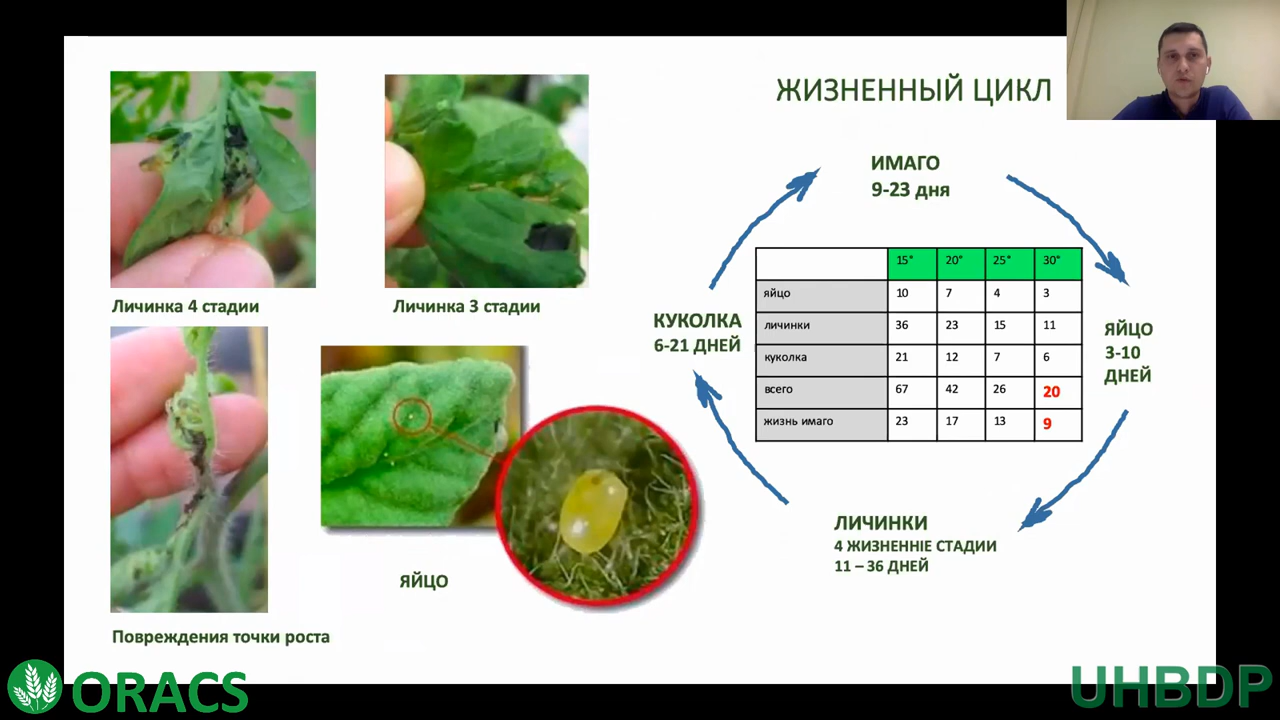 ЖИЗНЕННЫЙ ЦИКЛ
Личинка 4 стадии
Личинка 3 стадии
Повреждения точки роста
ЯЙЦО
ИМАГО
9-23 дня
ЯЙЦО
3-10
ДНЕЙ
ЛИЧИНКИ
4 ЖИЗНЕННІЕ СТАДИИ
11 – 36 ДНЕЙ
КУКОЛКА
6-21 ДНЕЙ
15° 20° 25° 30°
яйцо 10 7 4 3
личинки 36 23 15 11
куколка 21 12 7 6
всего 67 42 26 20
жизнь имаго 23 17 13 9
ORACS
UHBDP